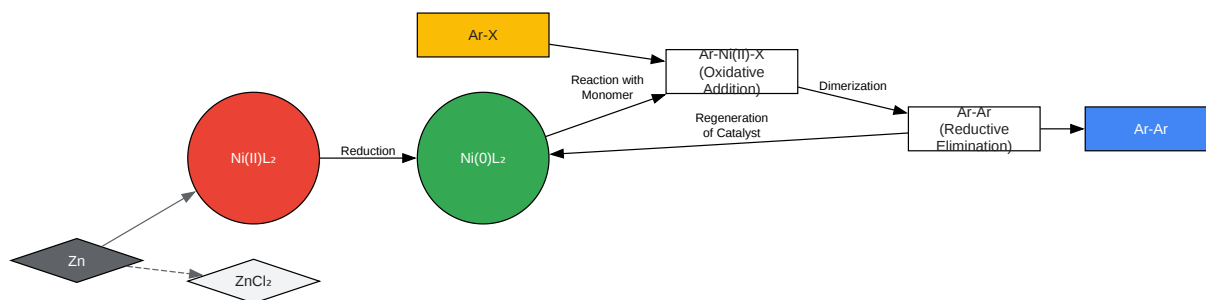 Ar-X
Ar-Ni(II)-X
(Oxidative
Addition)
Reaction with
Monomer
Dimerization
Ar-Ar
(Reductive
Elimination)
Ar-Ar
Regeneration
of Catalyst
Ni(II)L₂
Reduction
Ni(0)L₂
Zn
ZnCl₂